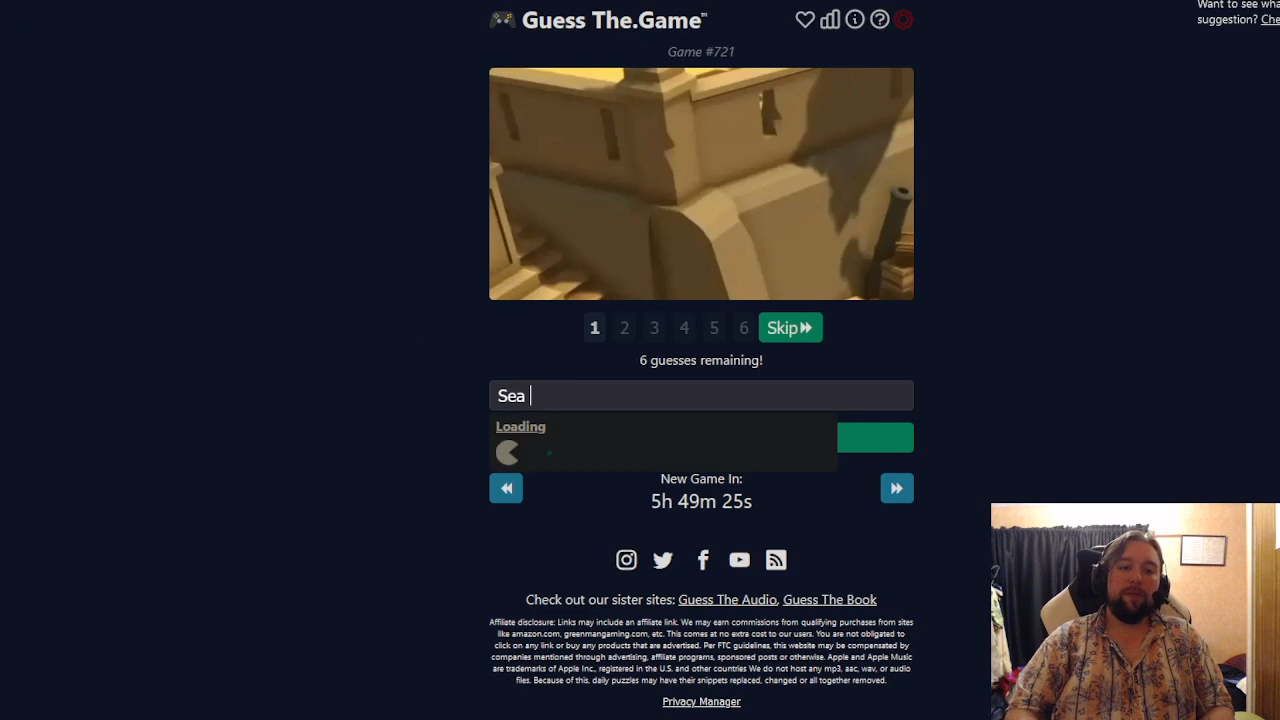 Want to see wha
Guess The.Game™
suggestion? Che
Game #721
1 2 3 4 5 6 Skip
6 guesses remaining!
Sea
Loading
New Game In:
5h 49m 25s
Check out our sister sites: Guess The Audio, Guess The Book
Affiliate disclosure: Links may include an affiliate link. We may earn commissions from qualifying purchases from sites
like amazon.com, greenmangaming.com, etc. This comes at no extra cost to our users. You are not obligated to
click on any link or buy any products that are advertised. Per FTC guidelines, this website may be compensated by
companies mentioned through advertising, affiliate programs, sponsored posts or otherwise. Apple and Apple Music
are trademarks of Apple Inc., registered in the U.S. and other countries We do not host any mp3, aac, wav, or audio
files. Because of this, daily puzzles may have their snippets replaced, changed or all together removed.
Privacy Manager